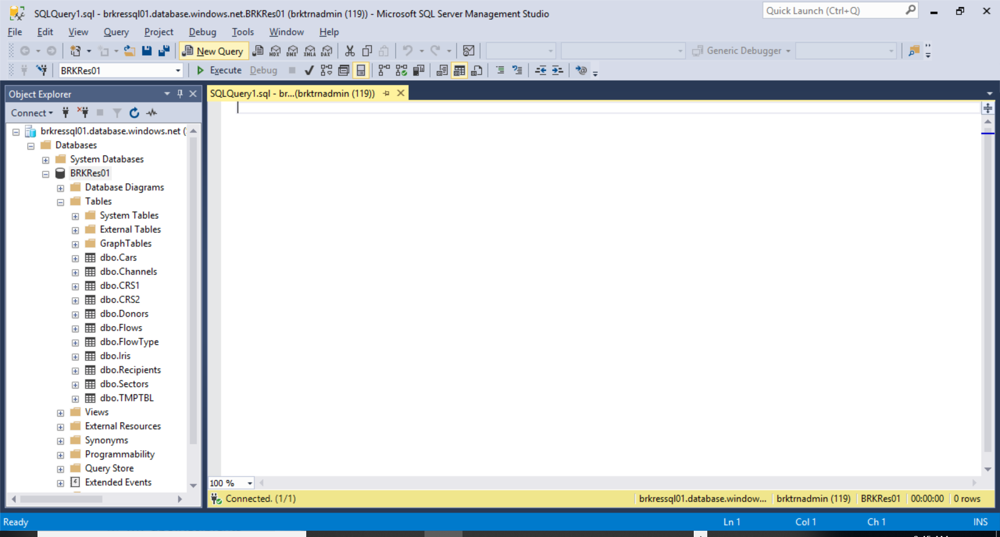 SQLQuery1.sql - brkressql01.database.windows.net.BRKRes01 (brktrnadmin (119)) - Microsoft SQL Server Management Studio
Quick Launch (Ctrl+Q)
File Edit View Query Project Debug Tools Window Help
New Query MDX DMX XMLA DAX Generic Debugger
BRKRes01 Execute Debug
Object Explorer
SQLQuery1.sql - br...(brktrnadmin (119))
Connect
brkressql01.database.windows.net (
Databases
System Databases
BRKRes01
Database Diagrams
Tables
System Tables
External Tables
GraphTables
dbo.Cars
dbo.Channels
dbo.CRS1
dbo.CRS2
dbo.Donors
dbo.Flows
dbo.FlowType
dbo.Iris
dbo.Recipients
dbo.Sectors
dbo.TMPTBL
Views
External Resources
Synonyms
Programmability
Query Store
Extended Events
100 %
Connected. (1/1) brkressql01.database.window... brktrnadmin (119) BRKRes01 00:00:00 0 rows
Ready Ln 1 Col 1 Ch 1 INS